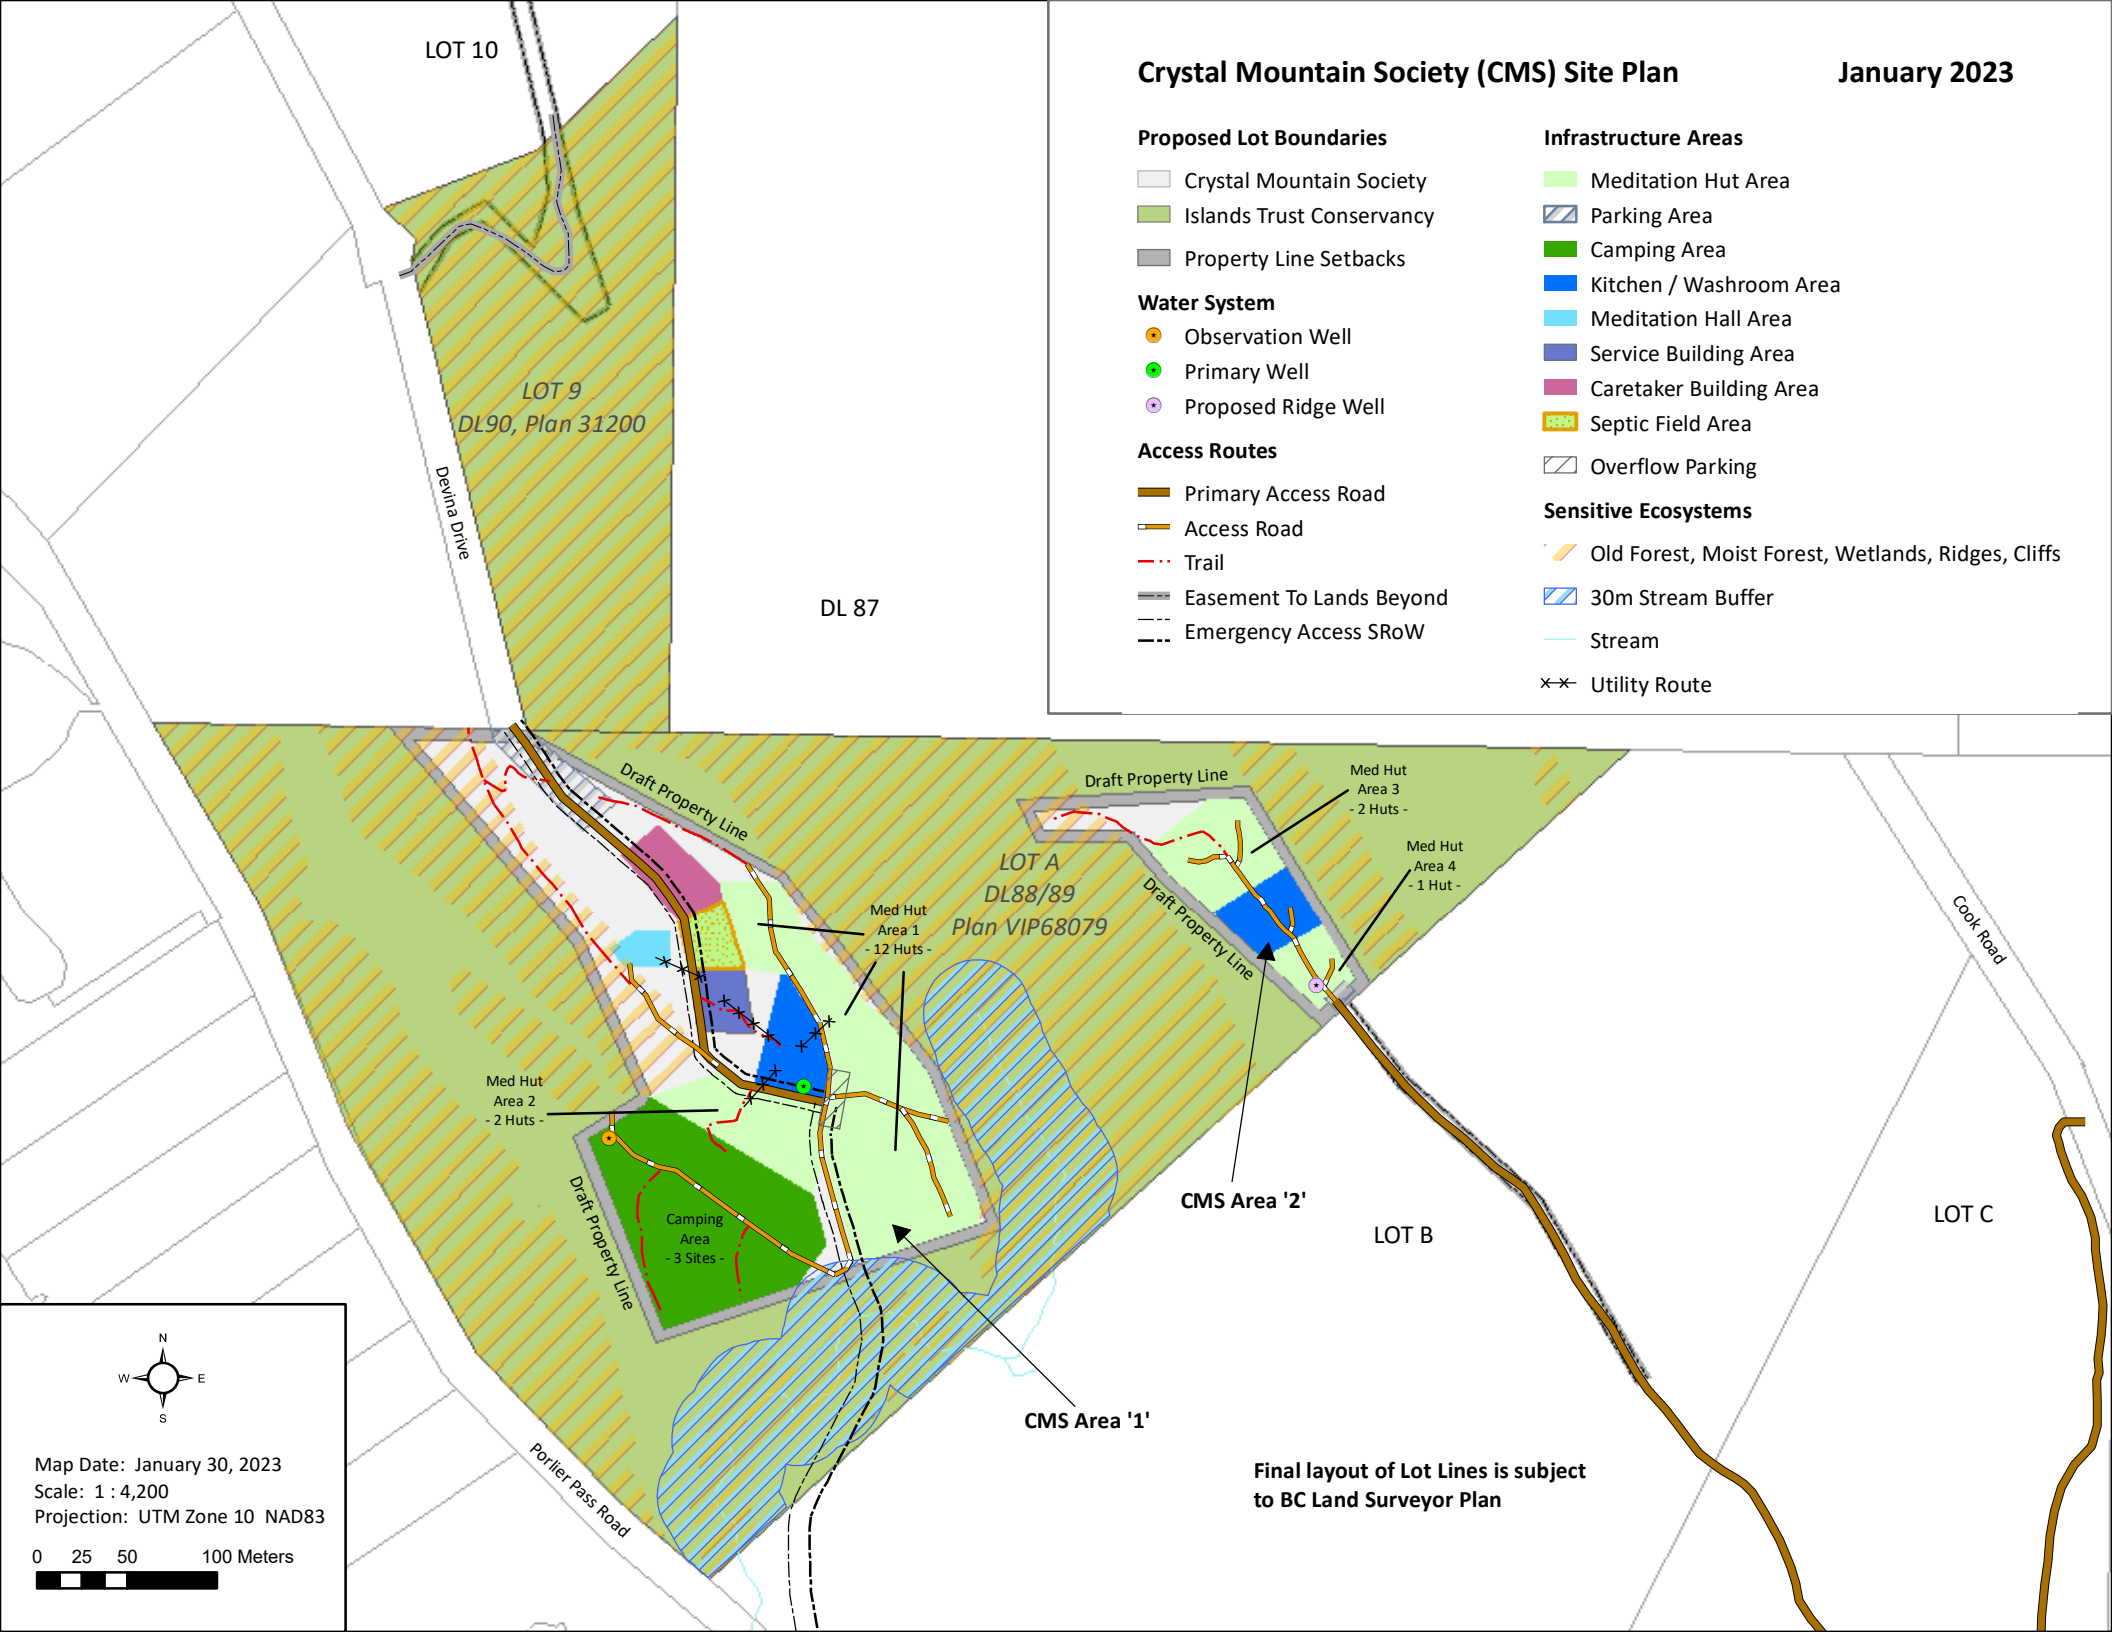 Crystal Mountain Society (CMS) Site Plan
January 2023
Proposed Lot Boundaries
Crystal Mountain Society
Islands Trust Conservancy
Property Line Setbacks
Water System
Observation Well
Primary Well
Proposed Ridge Well
Access Routes
Primary Access Road
Access Road
Trail
Easement To Lands Beyond
Emergency Access SRoW
Infrastructure Areas
Meditation Hut Area
Parking Area
Camping Area
Kitchen / Washroom Area
Meditation Hall Area
Service Building Area
Caretaker Building Area
Septic Field Area
Overflow Parking
Sensitive Ecosystems
Old Forest, Moist Forest, Wetlands, Ridges, Cliffs
30m Stream Buffer
Stream
Utility Route
LOT 10
LOT 9
DL90, Plan 31200
Devina Drive
DL 87
Draft Property Line
Draft Property Line
Med Hut
Area 3
- 2 Huts -
Med Hut
Area 4
- 1 Hut -
LOT A
DL88/89
Plan VIP68079
Draft Property Line
Med Hut
Area 1
- 12 Huts -
Cook Road
Med Hut
Area 2
- 2 Huts -
Draft Property Line
Camping
Area
- 3 Sites -
CMS Area '2'
LOT B
LOT C
CMS Area '1'
Porlier Pass Road
Final layout of Lot Lines is subject
to BC Land Surveyor Plan
N
W
E
S
Map Date: January 30, 2023
Scale: 1 : 4,200
Projection: UTM Zone 10 NAD83
0 25 50 100 Meters